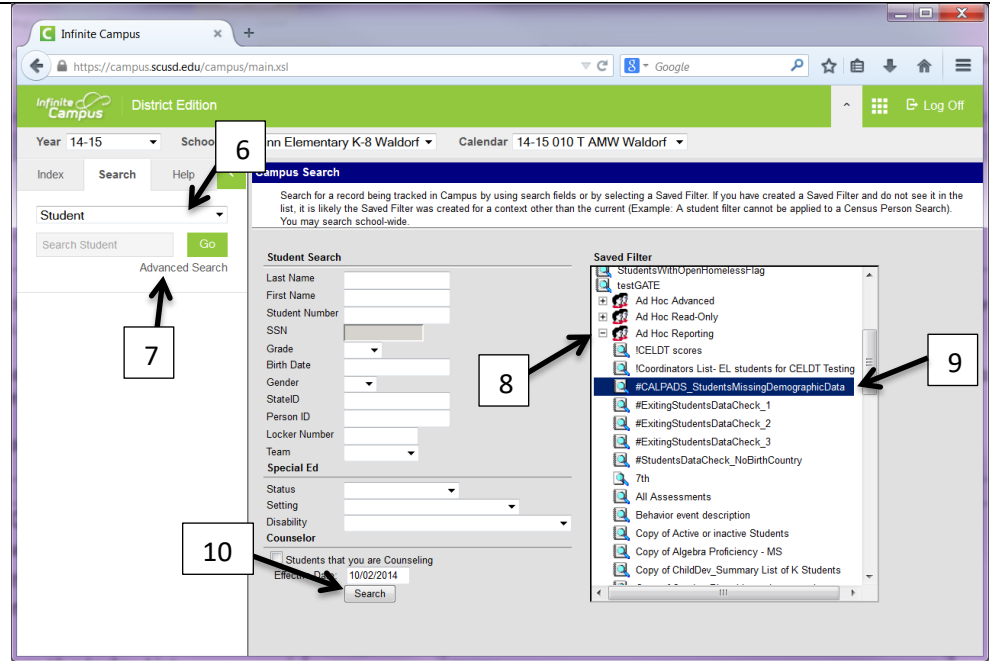 Infinite Campus
https://campus.scusd.edu/campus/main.xsl
Google
Infinite Campus
District Edition
Log Off
Year 14-15
Elementary K-8 Waldorf
Calendar 14-15 010 T AMW Waldorf
6
Index
Search
Help
Campus Search
Search for a record being tracked in Campus by using search fields or by selecting a Saved Filter. If you have created a Saved Filter and do not see it in the
list, it is likely the Saved Filter was created for a context other than the current (Example: A student filter cannot be applied to a Census Person Search).
You may search school-wide.
Student
Search Student
Go
Advanced Search
7
Student Search
Last Name
First Name
Student Number
SSN
Grade
Birth Date
Gender
StateID
Person ID
Locker Number
Team
Special Ed
Status
Setting
Disability
Counselor
Students that you are Counseling
Date: 10/02/2014
Search
10
8
Saved Filter
StudentsWithOpenHomelessFlag
testGATE
Ad Hoc Advanced
Ad Hoc Read-Only
Ad Hoc Reporting
!CELDT scores
!Coordinators List- EL students for CELDT Testing
#CALPADS_StudentsMissingDemographicData
#ExitingStudentsDataCheck_1
#ExitingStudentsDataCheck_2
#ExitingStudentsDataCheck_3
#StudentsDataCheck_NoBirthCountry
7th
All Assessments
Behavior event description
Copy of Active or inactive Students
Copy of Algebra Proficiency - MS
Copy of ChildDev_Summary List of K Students
9